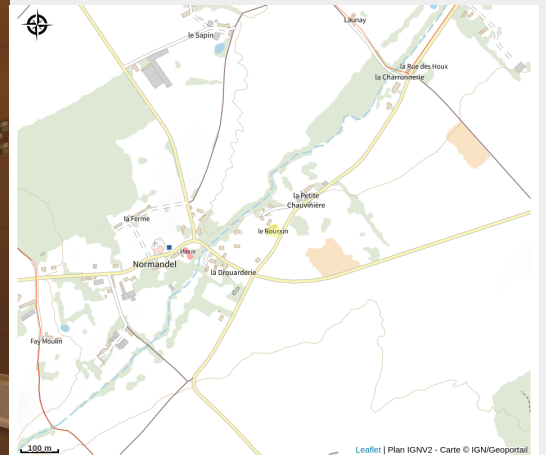 Launay
le Sapin
la Rue des Houx
la Charronnerie
la Petite
Chauvinière
la Ferme
le Roussin
Mairie
Normandel
la Drouarderie
Fay Moulin
100 m
Leaflet | Plan IGNV2 - Carte © IGN/Geoportail